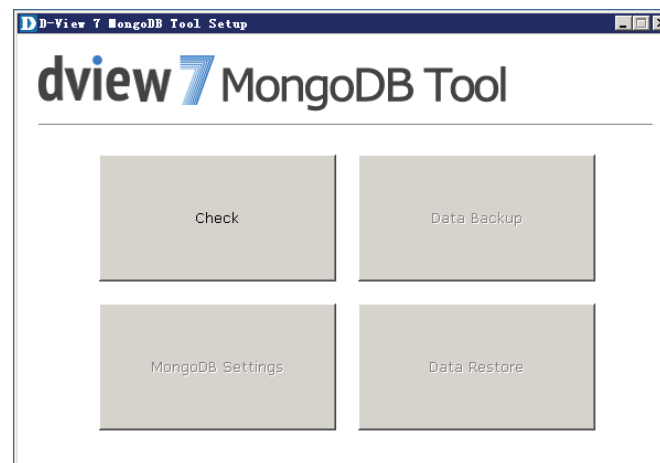 D-View 7 MongoDB Tool Setup
dview 7 MongoDB Tool
Check
Data Backup
MongoDB Settings
Data Restore